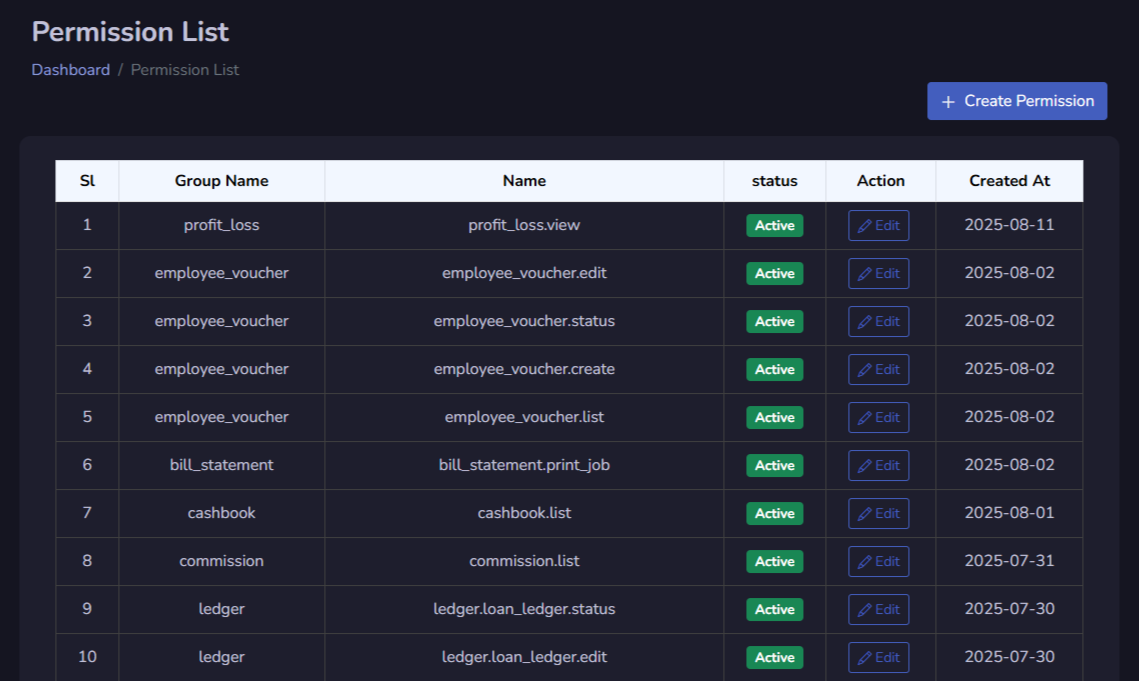 Permission List
Dashboard / Permission List
+ Create Permission
Sl Group Name Name status Action Created At
1 profit_loss profit_loss.view Active Edit 2025-08-11
2 employee_voucher employee_voucher.edit Active Edit 2025-08-02
3 employee_voucher employee_voucher.status Active Edit 2025-08-02
4 employee_voucher employee_voucher.create Active Edit 2025-08-02
5 employee_voucher employee_voucher.list Active Edit 2025-08-02
6 bill_statement bill_statement.print_job Active Edit 2025-08-02
7 cashbook cashbook.list Active Edit 2025-08-01
8 commission commission.list Active Edit 2025-07-31
9 ledger ledger.loan_ledger.status Active Edit 2025-07-30
10 ledger ledger.loan_ledger.edit Active Edit 2025-07-30